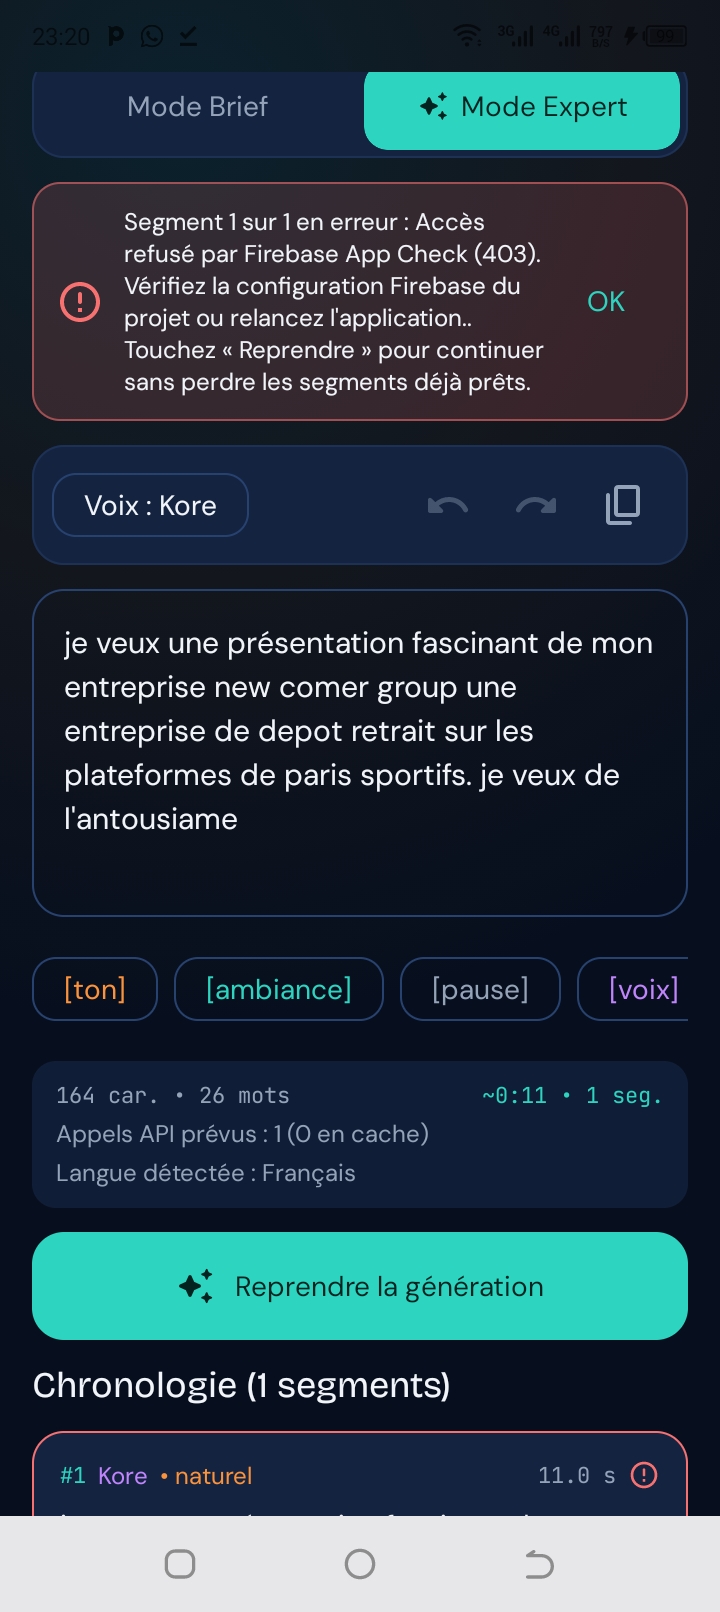 23:20
3G 4G 797 B/S 99
Mode Brief
Mode Expert
Segment 1 sur 1 en erreur : Accès
refusé par Firebase App Check (403).
Vérifiez la configuration Firebase du
projet ou relancez l'application..
Touchez « Reprendre » pour continuer
sans perdre les segments déjà prêts.
OK
Voix : Kore
je veux une présentation fascinant de mon
entreprise new comer group une
entreprise de depot retrait sur les
plateformes de paris sportifs. je veux de
l'antousiame
[ton] [ambiance] [pause] [voix]
164 car. • 26 mots ~0:11 • 1 seg.
Appels API prévus : 1 (0 en cache)
Langue détectée : Français
Reprendre la génération
Chronologie (1 segments)
#1 Kore • naturel 11.0 s